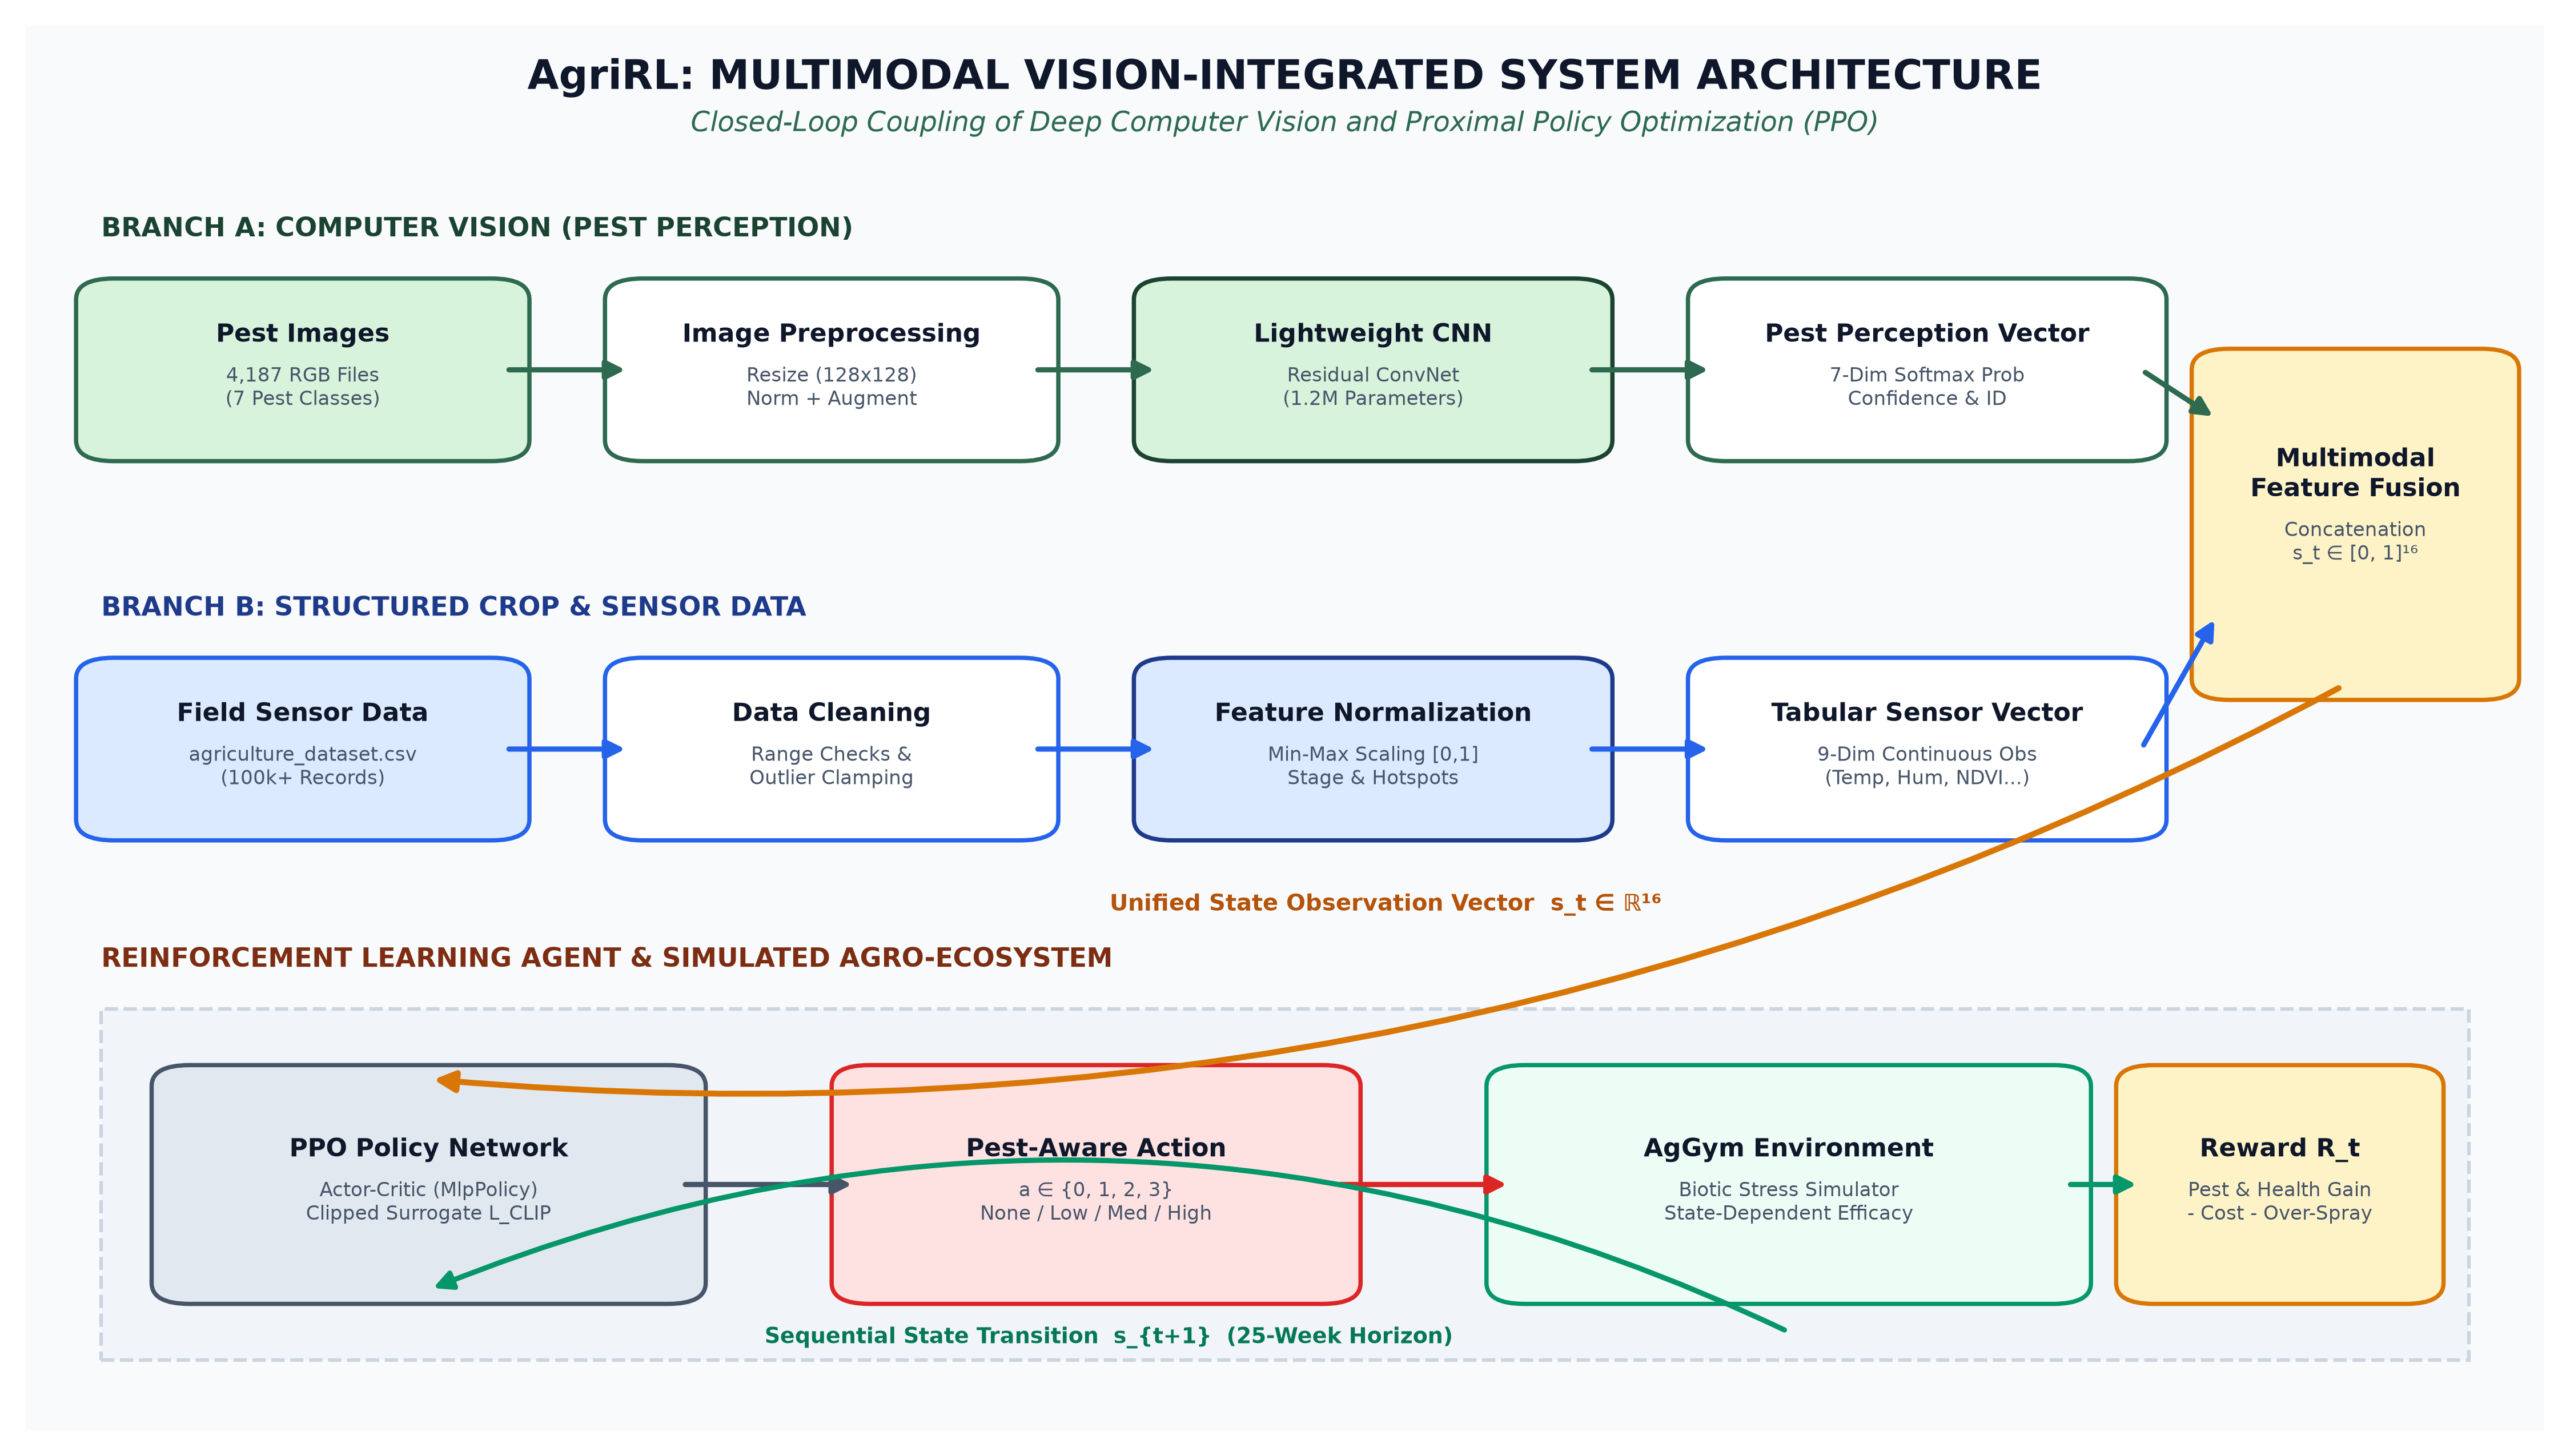 AgriRL: MULTIMODAL VISION-INTEGRATED SYSTEM ARCHITECTURE
Closed-Loop Coupling of Deep Computer Vision and Proximal Policy Optimization (PPO)
BRANCH A: COMPUTER VISION (PEST PERCEPTION)
Pest Images
4,187 RGB Files
(7 Pest Classes)
Image Preprocessing
Resize (128x128)
Norm + Augment
Lightweight CNN
Residual ConvNet
(1.2M Parameters)
Pest Perception Vector
7-Dim Softmax Prob
Confidence & ID
Multimodal
Feature Fusion
Concatenation
s_t ∈ [0, 1]¹⁶
BRANCH B: STRUCTURED CROP & SENSOR DATA
Field Sensor Data
agriculture_dataset.csv
(100k+ Records)
Data Cleaning
Range Checks &
Outlier Clamping
Feature Normalization
Min-Max Scaling [0,1]
Stage & Hotspots
Tabular Sensor Vector
9-Dim Continuous Obs
(Temp, Hum, NDVI...)
Unified State Observation Vector s_t ∈ ℝ¹⁶
REINFORCEMENT LEARNING AGENT & SIMULATED AGRO-ECOSYSTEM
PPO Policy Network
Actor-Critic (MlpPolicy)
Clipped Surrogate L_CLIP
Pest-Aware Action
a ∈ {0, 1, 2, 3}
None / Low / Med / High
AgGym Environment
Biotic Stress Simulator
State-Dependent Efficacy
Reward R_t
Pest & Health Gain
- Cost - Over-Spray
Sequential State Transition s_{t+1} (25-Week Horizon)